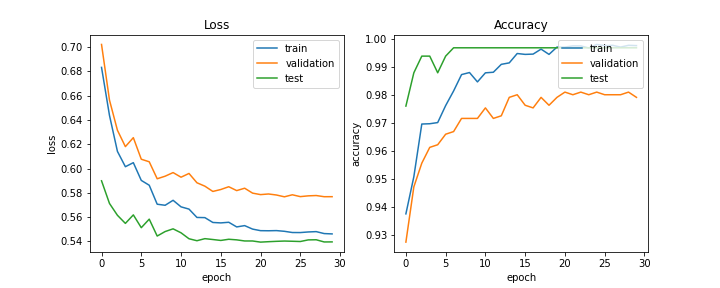 Loss
0.70
0.68
0.66
0.64
0.62
0.60
0.58
0.56
0.54
loss
0 5 10 15 20 25 30
epoch
train
validation
test
Accuracy
1.00
0.99
0.98
0.97
0.96
0.95
0.94
0.93
accuracy
0 5 10 15 20 25 30
epoch
train
validation
test